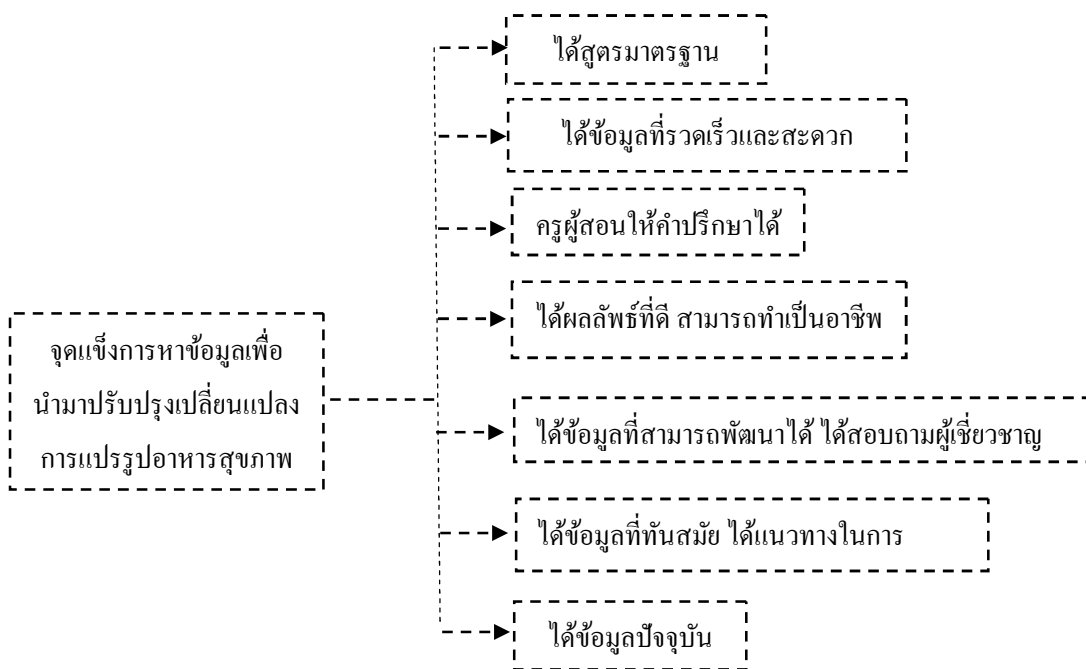 ได้สูตรมาตรฐาน
ได้ข้อมูลที่รวดเร็วและสะดวก
ครูผู้สอนให้คำปรึกษาได้
ได้ผลลัพธ์ที่ดี สามารถทำเป็นอาชีพ
จุดแข็งการหาข้อมูลเพื่อ
นำมาปรับปรุงเปลี่ยนแปลง
การแปรรูปอาหารสุขภาพ
ได้ข้อมูลที่สามารถพัฒนาได้ ได้สอบถามผู้เชี่ยวชาญ
ได้ข้อมูลที่ทันสมัย ได้แนวทางในการ
ได้ข้อมูลปัจจุบัน